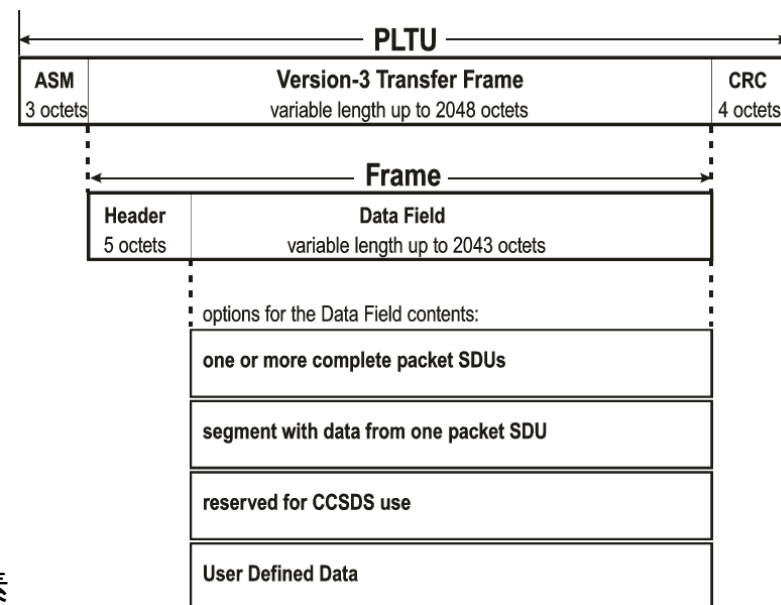 PLTU
ASM Version-3 Transfer Frame CRC
3 octets variable length up to 2048 octets 4 octets
Frame
Header Data Field
5 octets variable length up to 2043 octets
options for the Data Field contents:
one or more complete packet SDUs
segment with data from one packet SDU
reserved for CCSDS use
User Defined Data